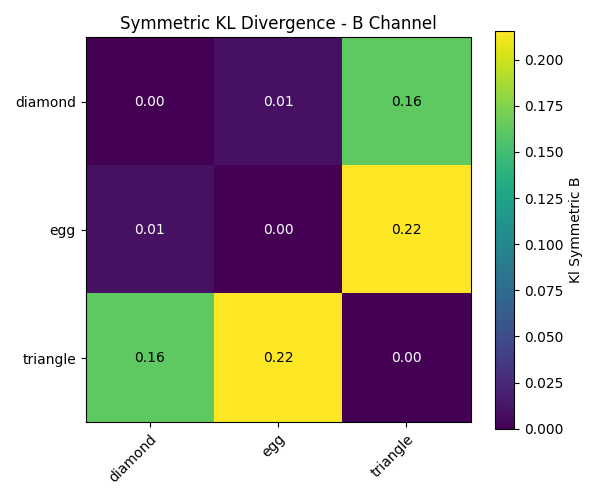 Symmetric KL Divergence - B Channel
diamond
0.00
0.01
0.16
egg
0.01
0.00
0.22
triangle
0.16
0.22
0.00
diamond
egg
triangle
0.200
0.175
0.150
0.125
0.100
0.075
0.050
0.025
0.000
Kl Symmetric B